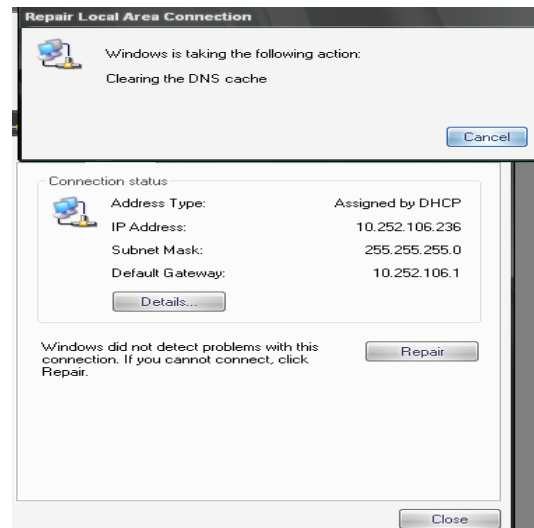 Repair Local Area Connection
Windows is taking the following action:
Clearing the DNS cache
Cancel
Connection status
Address Type: Assigned by DHCP
IP Address: 10.252.106.236
Subnet Mask: 255.255.255.0
Default Gateway: 10.252.106.1
Details...
Windows did not detect problems with this
connection. If you cannot connect, click
Repair.
Repair
Close